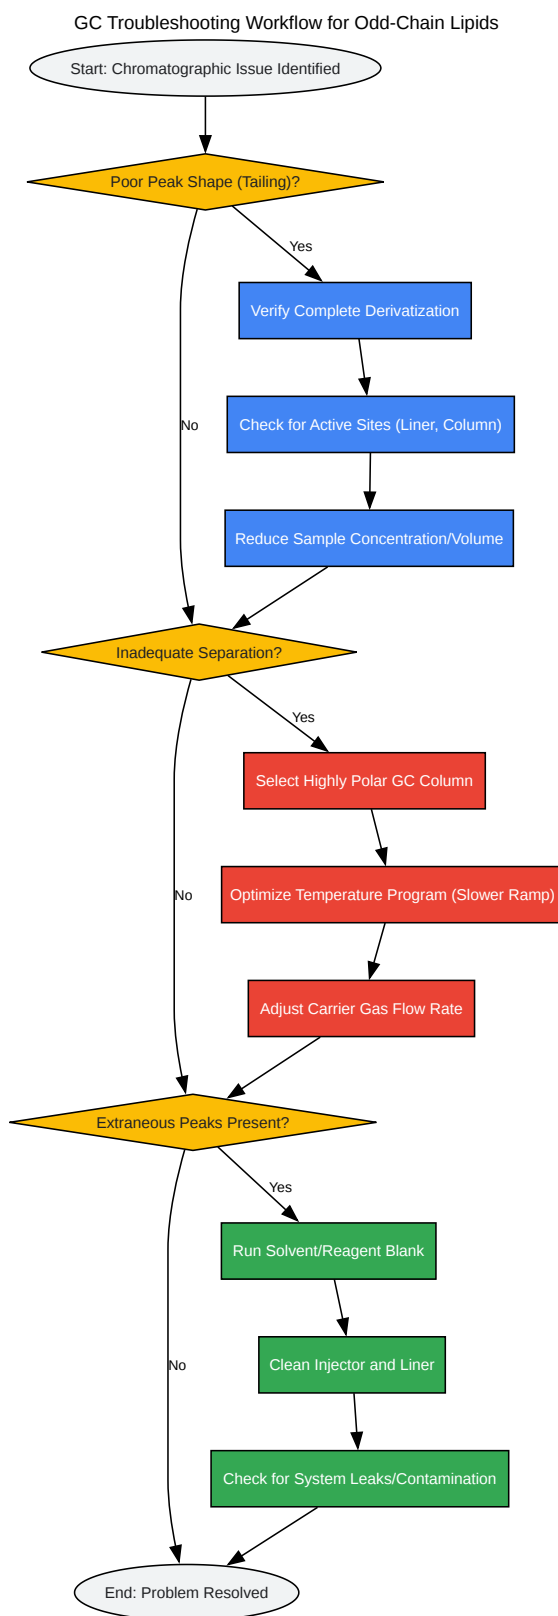 GC Troubleshooting Workflow for Odd-Chain Lipids
Start: Chromatographic Issue Identified
Poor Peak Shape (Tailing)?
Yes
Verify Complete Derivatization
Check for Active Sites (Liner, Column)
No
Reduce Sample Concentration/Volume
Inadequate Separation?
Yes
Select Highly Polar GC Column
Optimize Temperature Program (Slower Ramp)
No
Adjust Carrier Gas Flow Rate
Extraneous Peaks Present?
Yes
Run Solvent/Reagent Blank
Clean Injector and Liner
No
Check for System Leaks/Contamination
End: Problem Resolved